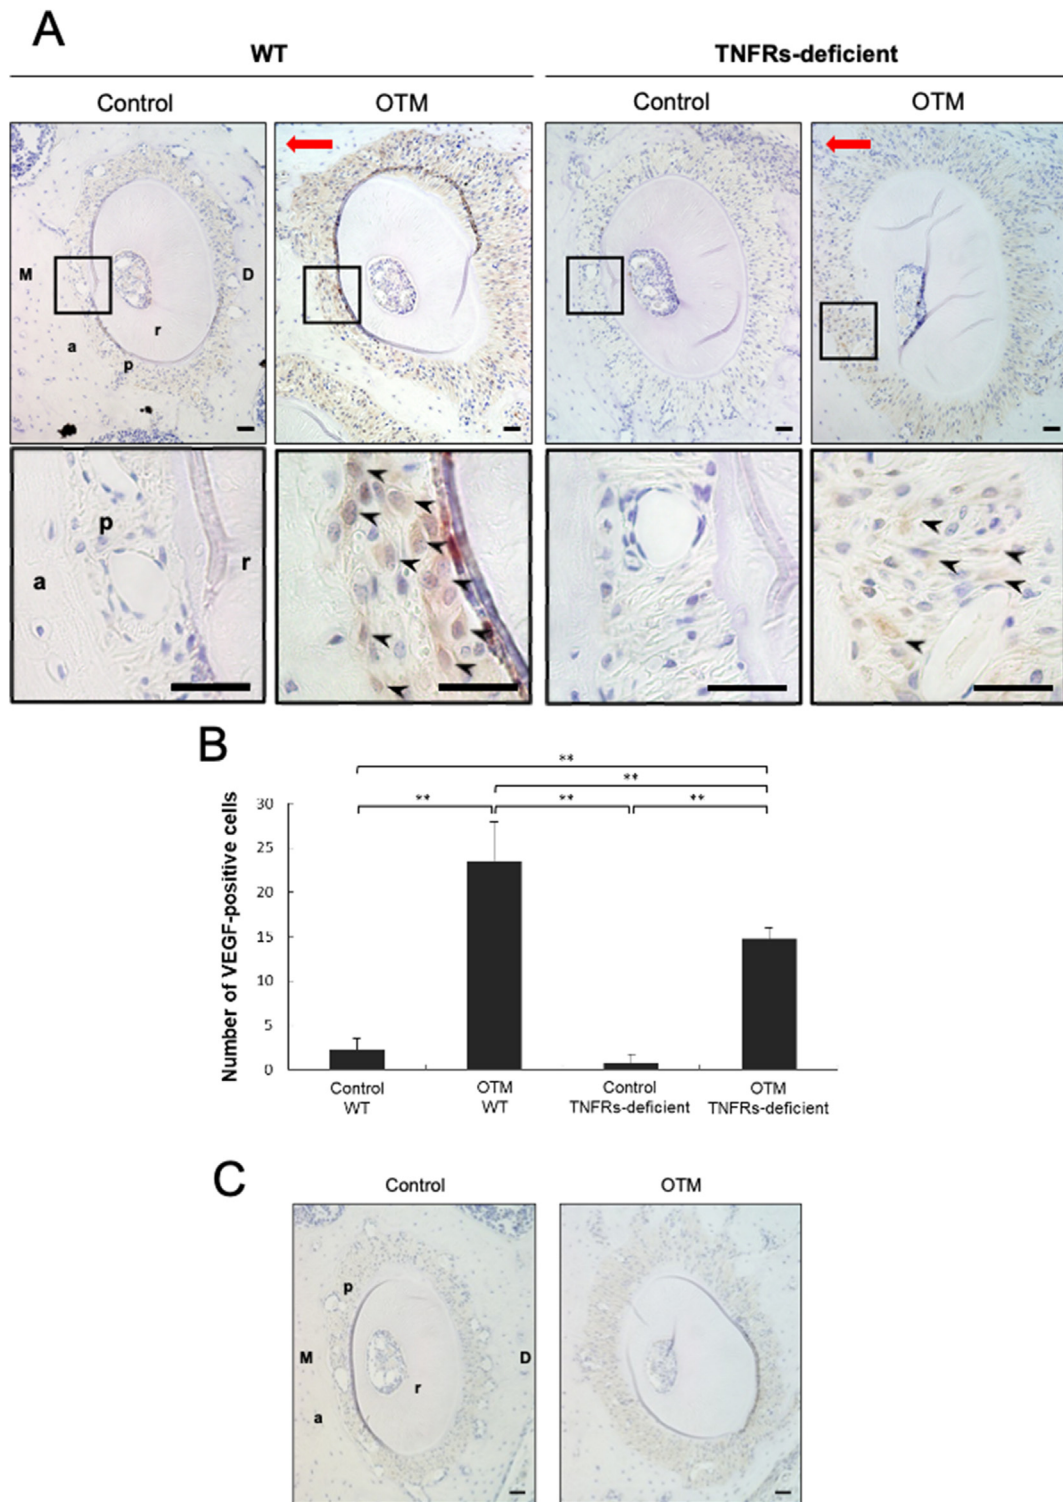 A
WT
TNFRs-deficient
Control
OTM
Control
OTM
M
D
r
a
p
p
a
r
B
**
**
**
**
**
Number of VEGF-positive cells
30
25
20
15
10
5
0
Control
WT
OTM
WT
Control
TNFRs-deficient
OTM
TNFRs-deficient
C
Control
OTM
p
M
D
r
a